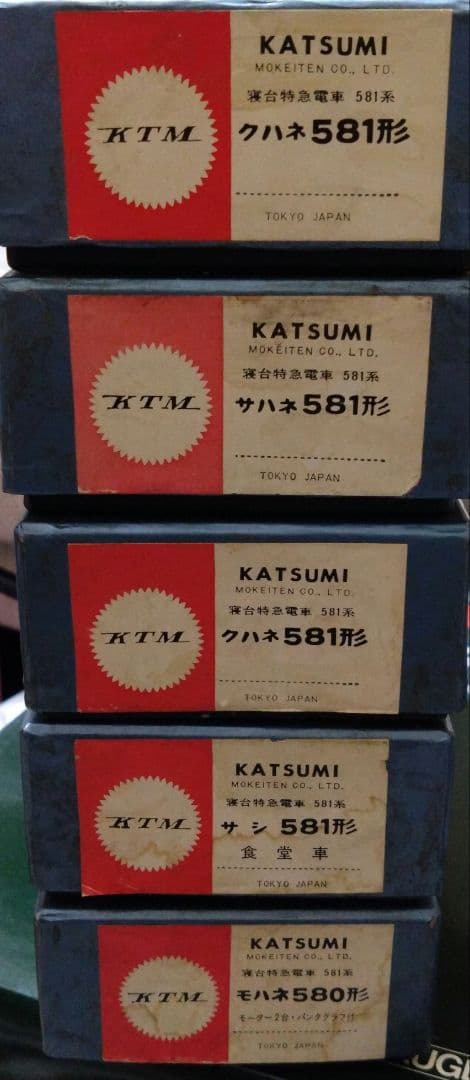 KTM
KATSUMI
MOKEITEN CO., LTD.
寝台特急電車 581系
クハネ581形
TOKYO JAPAN
KTM
KATSUMI
MOKEITEN CO., LTD.
寝台特急電車 581系
サハネ581形
TOKYO JAPAN
KTM
KATSUMI
MOKEITEN CO., LTD.
寝台特急電車 581系
クハネ581形
TOKYO JAPAN
KTM
KATSUMI
MOKEITEN CO., LTD.
寝台特急電車 581系
サシ 581形
食堂車
TOKYO JAPAN
KTM
KATSUMI
MOKEITEN CO., LTD.
寝台特急電車 581系
モハネ580形
モーター2台・パンタグラフ付
TOKYO JAPAN